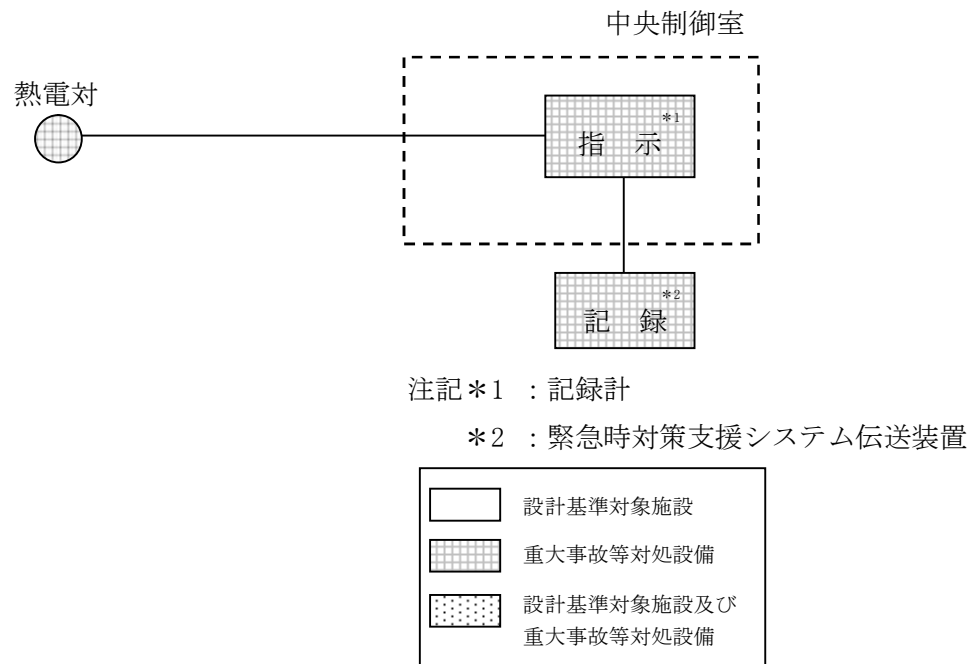 中央制御室
熱電対
指 示 *1
記 録 *2
注記*1 :記録計
*2 :緊急時対策支援システム伝送装置
設計基準対象施設
重大事故等対処設備
設計基準対象施設及び
重大事故等対処設備